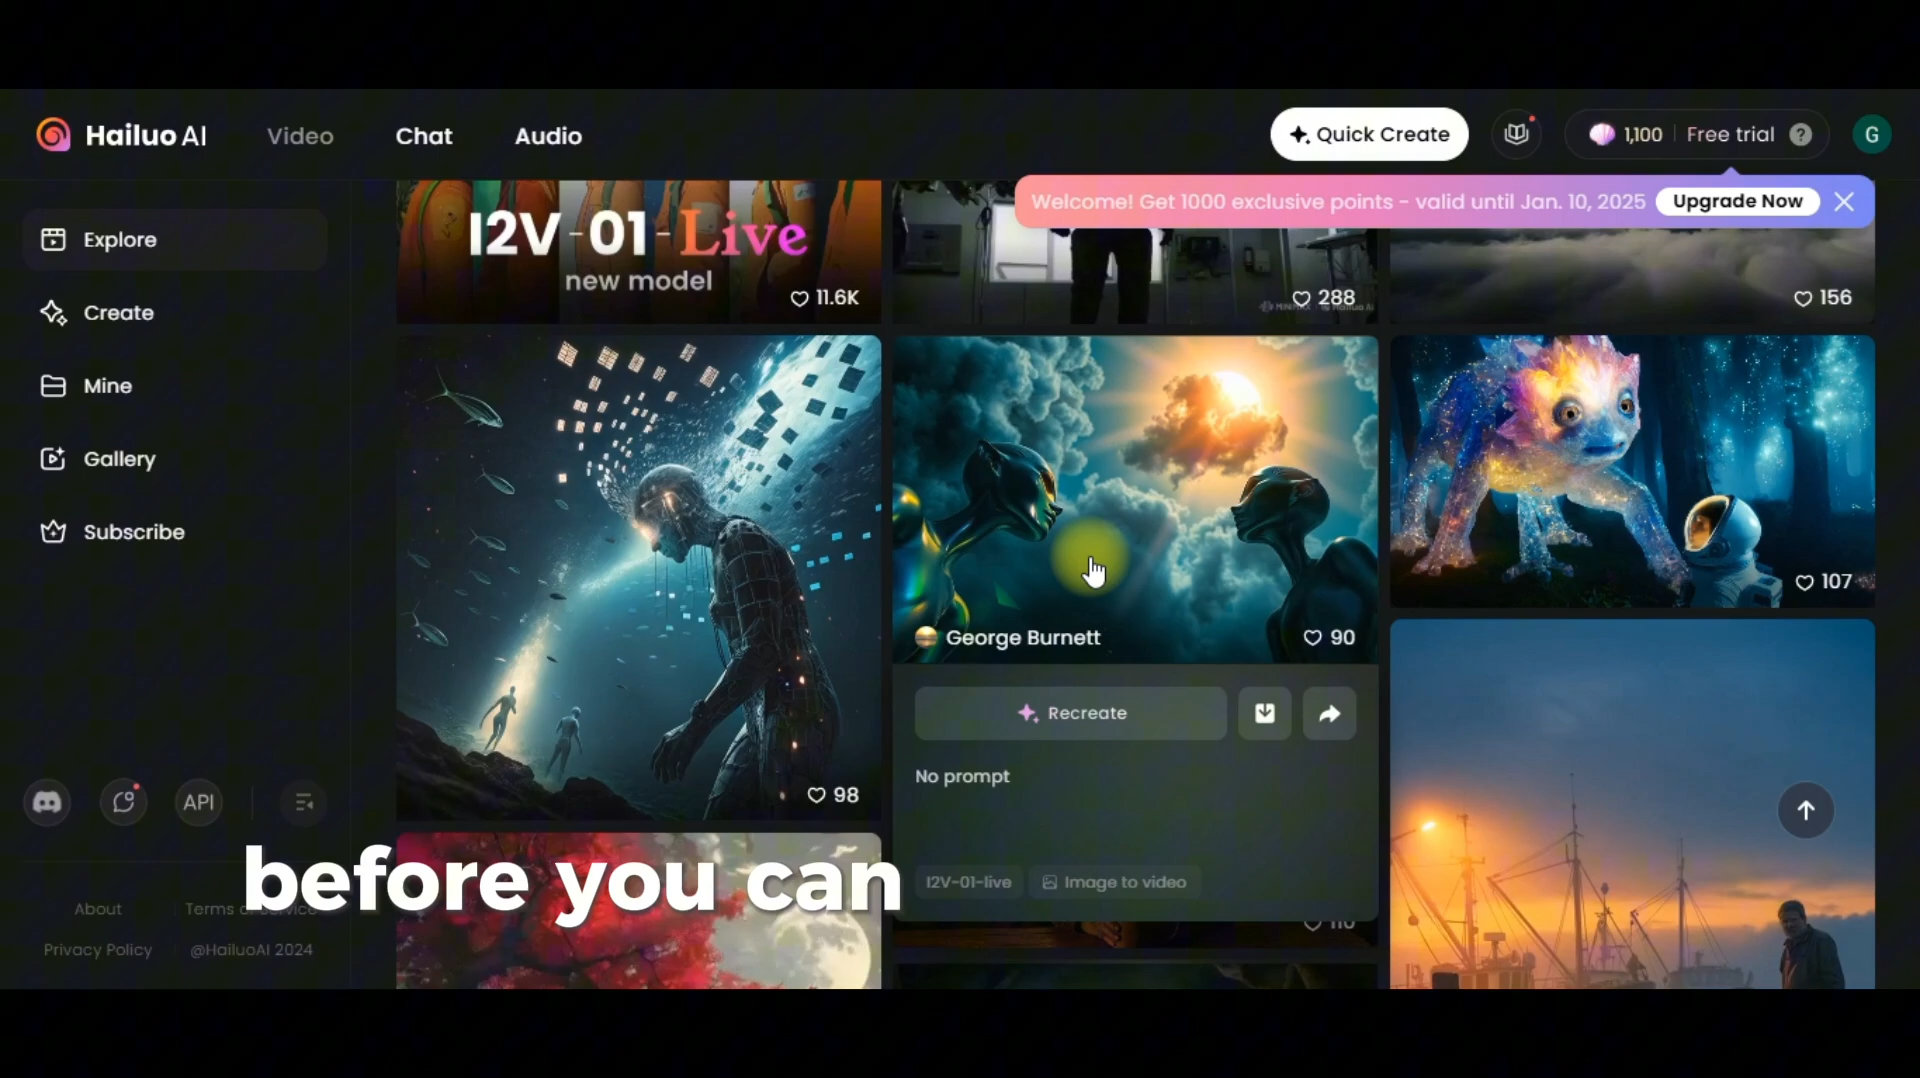 Hailuo AI
Video
Chat
Audio
Quick Create
1,100
Free trial
?
G
Welcome! Get 1000 exclusive points - valid until Jan. 10, 2025
Upgrade Now
Explore
Create
Mine
Gallery
Subscribe
I2V-01-Live
new model
11.6K
288
156
98
George Burnett
90
107
Recreate
No prompt
I2V-01-live
Image to video
API
before you can
About
Privacy Policy
@HailuoAI 2024